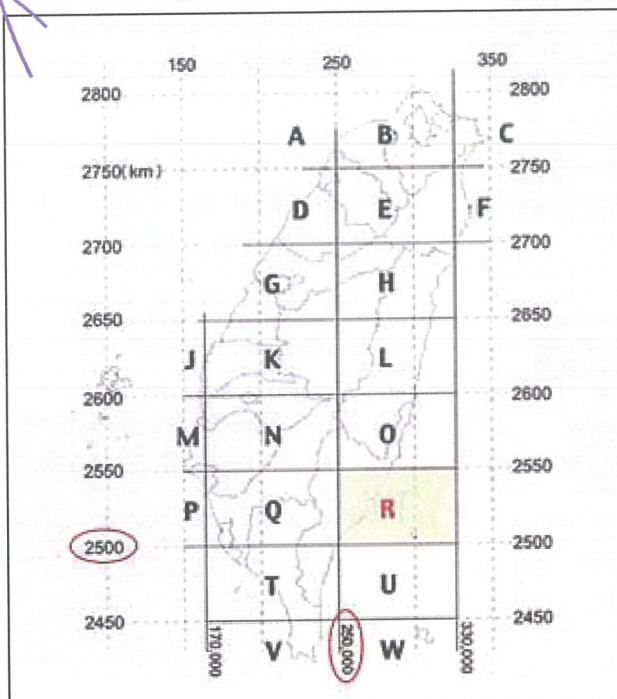 150 250 350
2800 2800
A B C
2750(km) 2750
D E F
2700 2700
G H
2650 2650
J K L
2600 2600
M N O
2550 2550
P Q R
2500 2500
T U
2450 2450
170,000 250,000 330,000
V W